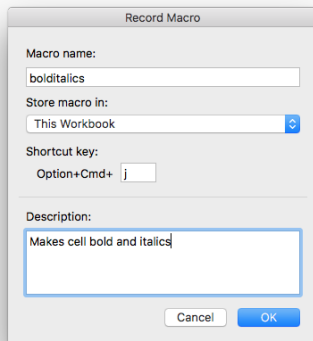 Record Macro
Macro name:
bolditalics
Store macro in:
This Workbook
Shortcut key:
Option+Cmd+ j
Description:
Makes cell bold and italics
Cancel OK